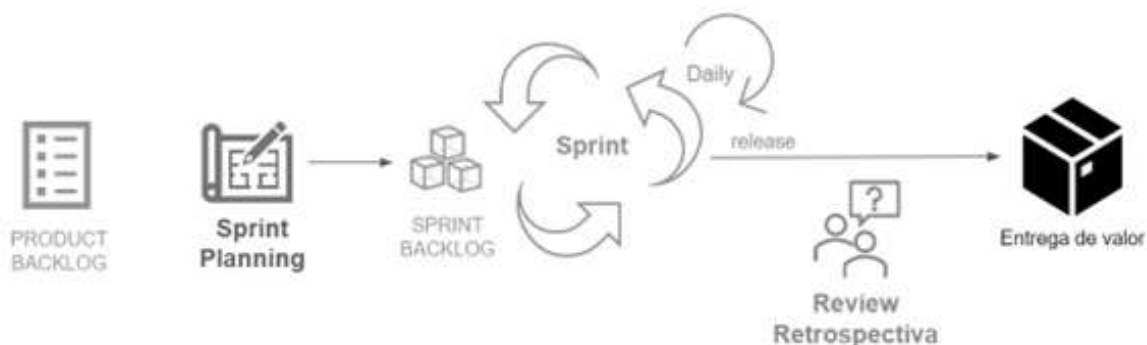 PRODUCT
BACKLOG
Sprint
Planning
SPRINT
BACKLOG
Sprint
Daily
release
?
Review
Retrospectiva
Entrega de valor